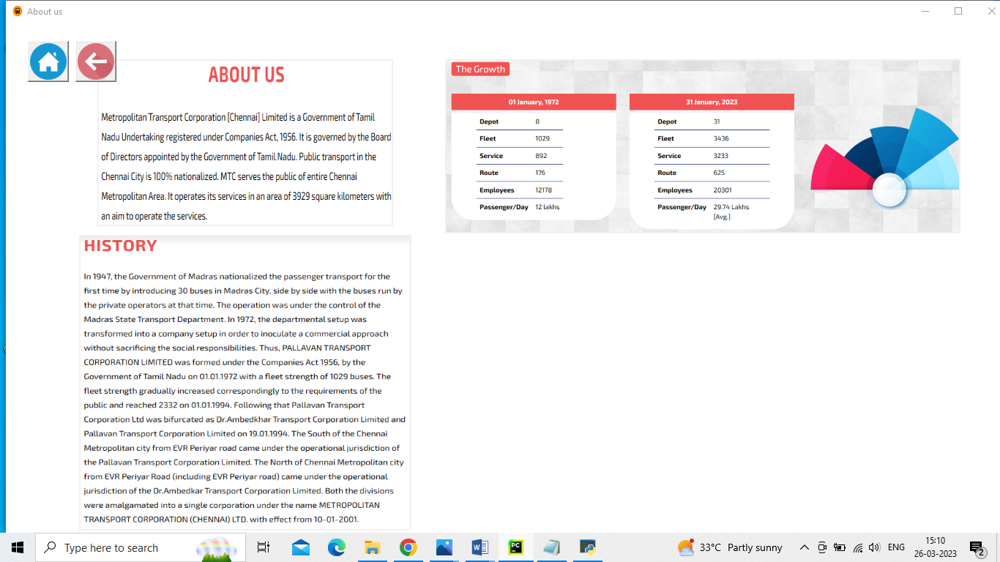 About us
ABOUT US
Metropolitan Transport Corporation [Chennai] Limited is a Government of Tamil
Nadu Undertaking registered under Companies Act, 1956. It is governed by the Board
of Directors appointed by the Government of Tamil Nadu. Public transport in the
Chennai City is 100% nationalized. MTC serves the public of entire Chennai
Metropolitan Area. It operates its services in an area of 3929 square kilometers with
an aim to operate the services.
HISTORY
In 1947, the Government of Madras nationalized the passenger transport for the
first time by introducing 30 buses in Madras City, side by side with the buses run by
the private operators at that time. The operation was under the control of the
Madras State Transport Department. In 1972, the departmental setup was
transformed into a company setup in order to inoculate a commercial approach
without sacrificing the social responsibilities. Thus, PALLAVAN TRANSPORT
CORPORATION LIMITED was formed under the Companies Act 1956, by the
Government of Tamil Nadu on 01.01.1972 with a fleet strength of 1029 buses. The
fleet strength gradually increased correspondingly to the requirements of the
public and reached 2332 on 01.01.1994. Following that Pallavan Transport
Corporation Ltd was bifurcated as Dr.Ambedkhar Transport Corporation Limited and
Pallavan Transport Corporation Limited on 19.01.1994. The South of the Chennai
Metropolitan city from EVR Periyar road came under the operational jurisdiction of
the Pallavan Transport Corporation Limited. The North of Chennai Metropolitan city
from EVR Periyar Road (including EVR Periyar road) came under the operational
jurisdiction of the Dr.Ambedkar Transport Corporation Limited. Both the divisions
were amalgamated into a single corporation under the name METROPOLITAN
TRANSPORT CORPORATION (CHENNAI) LTD. with effect from 10-01-2001.
The Growth
01 January, 1972
Depot 8
Fleet 1029
Service 892
Route 176
Employees 12178
Passenger/Day 12 lakhs
31 January, 2023
Depot 31
Fleet 3436
Service 3233
Route 625
Employees 20301
Passenger/Day 29.74 Lakhs
[Avg.]
Type here to search
W
PC
33°C Partly sunny
ENG
15:10
26-03-2023
2